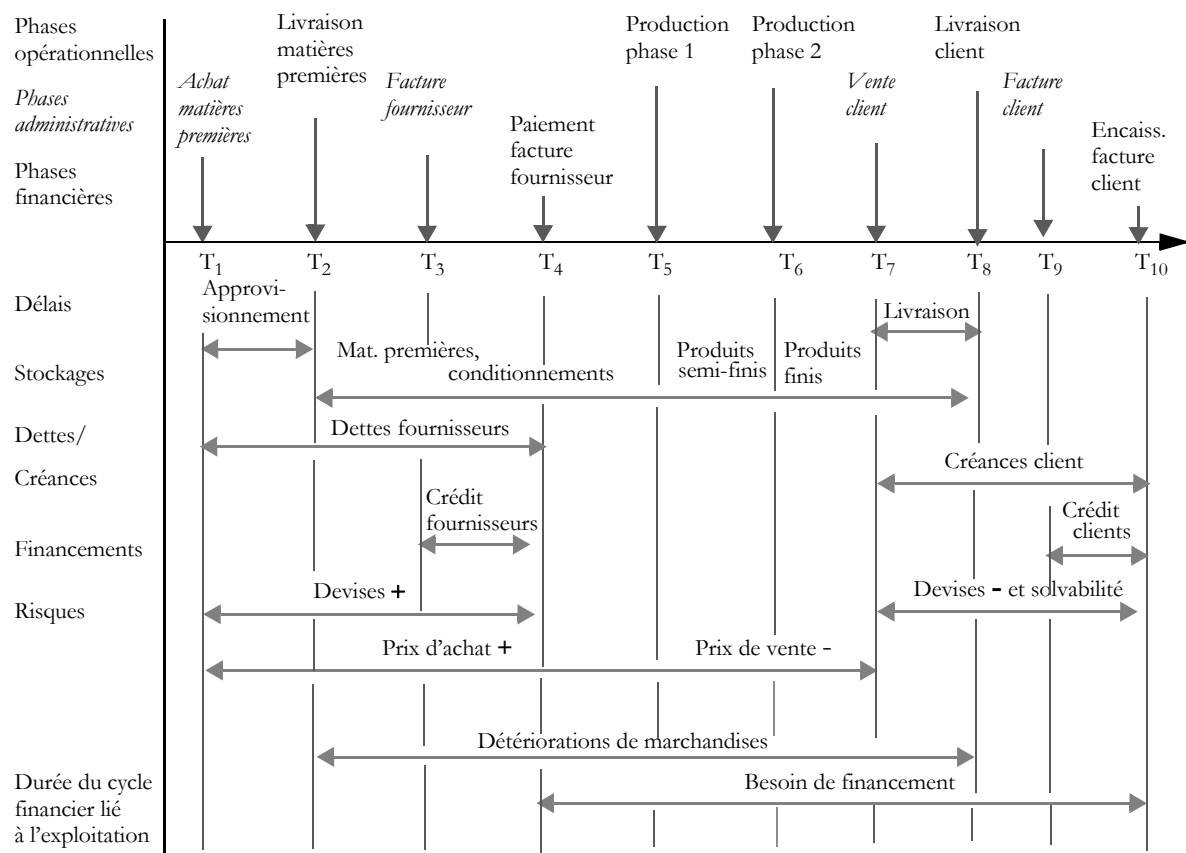 Phases
opérationnelles
Livraison
matières
premières
Production
phase 1
Production
phase 2
Livraison
client
Phases
administratives
Achat
matières
premières
Facture
fournisseur
Vente
client
Facture
client
Phases
financières
Paiement
facture
fournisseur
Encaiss.
facture
client
T1 T2 T3 T4 T5 T6 T7 T8 T9 T10
Délais
Approvi-
sionnement
Livraison
Stockages
Mat. premières,
conditionnements
Produits
semi-finis
Produits
finis
Dettes/
Dettes fournisseurs
Créances
Créances client
Financements
Crédit
fournisseurs
Crédit
clients
Risques
Devises +
Devises - et solvabilité
Prix d'achat +
Prix de vente -
Détériorations de marchandises
Durée du cycle
financier lié
à l'exploitation
Besoin de financement